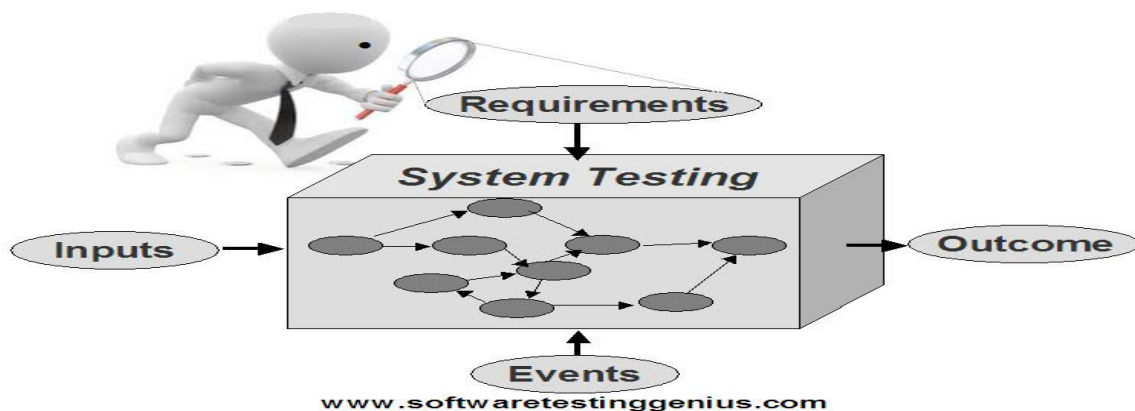 Requirements
System Testing
Inputs
Outcome
Events
www.softwaretestinggenius.com